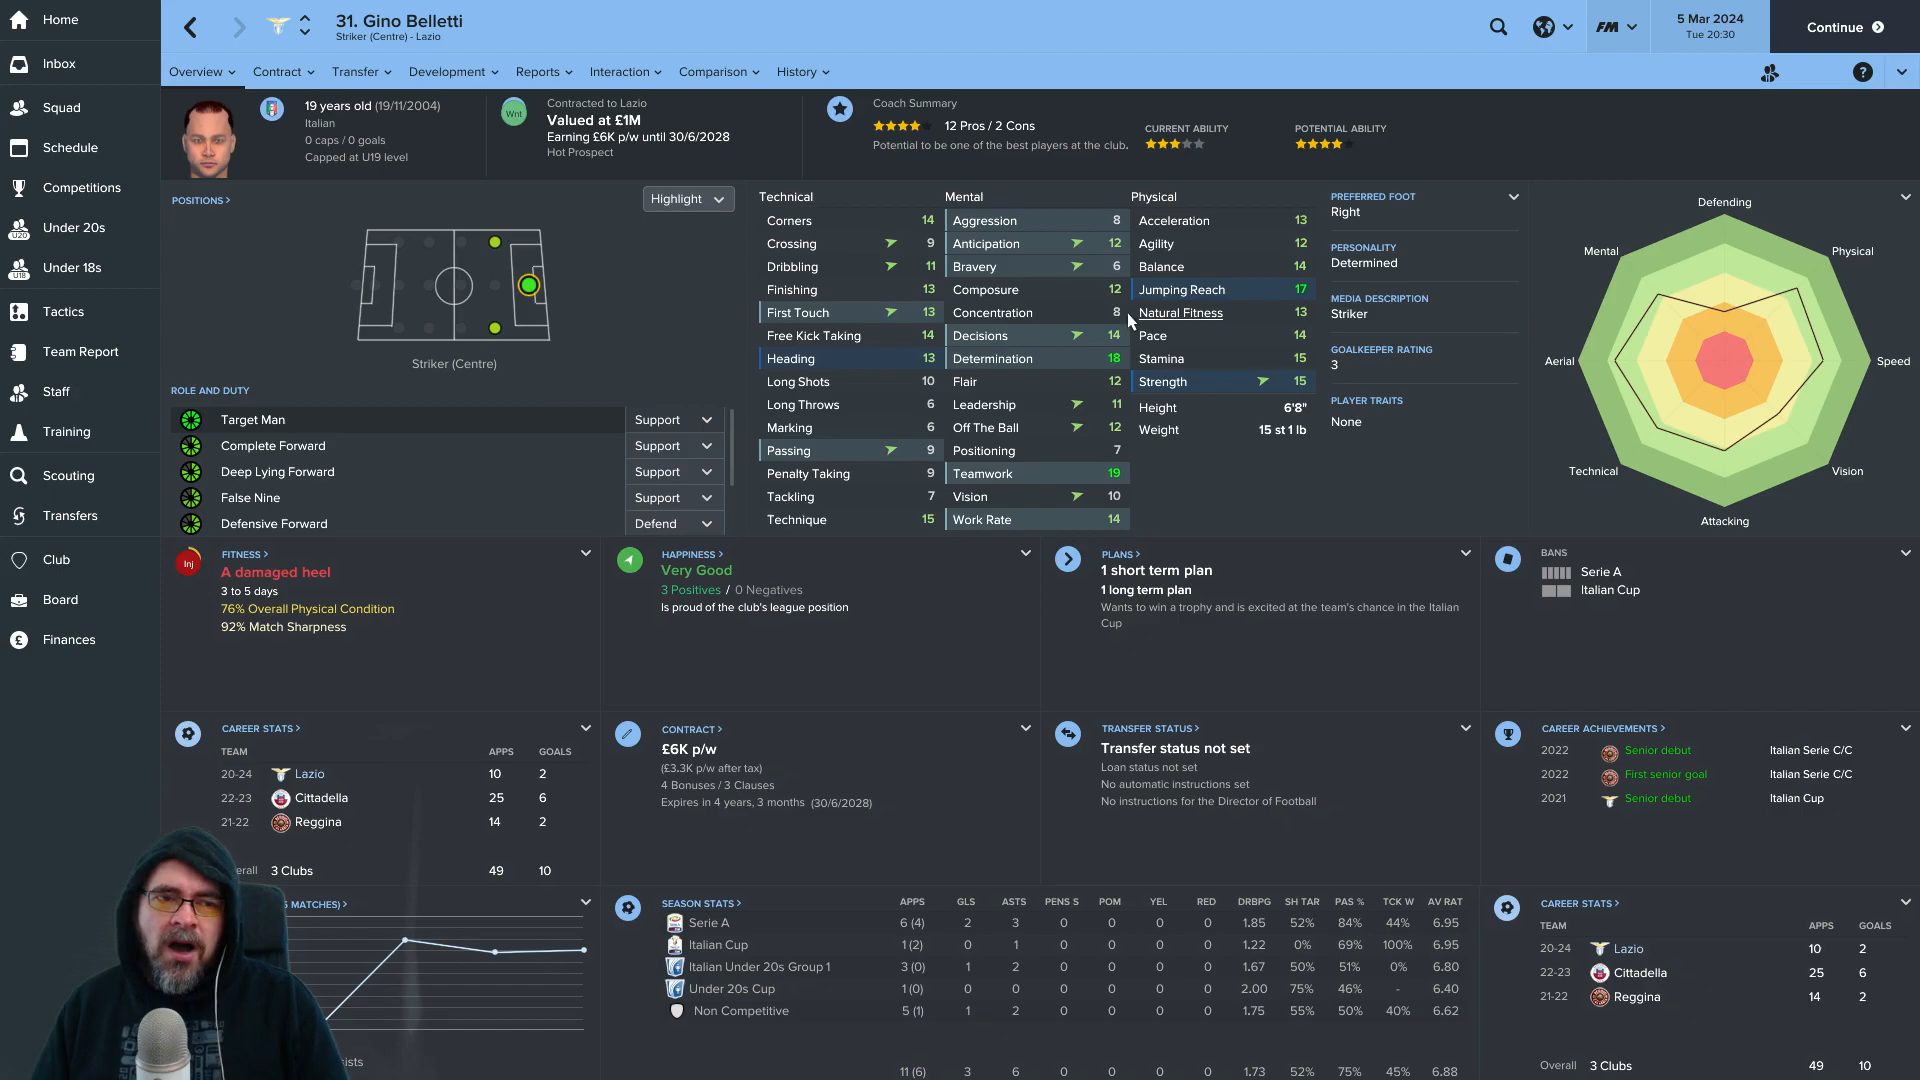 Home
Inbox
Squad
Schedule
Competitions
Under 20s
Under 18s
Tactics
Team Report
Staff
Training
Scouting
Transfers
Club
Board
Finances
31. Gino Belletti
Striker (Centre) - Lazio
FM
5 Mar 2024
Tue 20:30
Continue
Overview Contract Transfer Development Reports Interaction Comparison History
19 years old (19/11/2004)
Italian
0 caps / 0 goals
Capped at U19 level
Wnt
Contracted to Lazio
Valued at £1M
Earning £6K p/w until 30/6/2028
Hot Prospect
Coach Summary
12 Pros / 2 Cons
Potential to be one of the best players at the club.
CURRENT ABILITY
POTENTIAL ABILITY
POSITIONS >
Highlight
Striker (Centre)
ROLE AND DUTY
Target Man Support
Complete Forward Support
Deep Lying Forward Support
False Nine Support
Defensive Forward Defend
Technical
Corners 14
Crossing 9
Dribbling 11
Finishing 13
First Touch 13
Free Kick Taking 14
Heading 13
Long Shots 10
Long Throws 6
Marking 6
Passing 9
Penalty Taking 9
Tackling 7
Technique 15
Mental
Aggression 8
Anticipation 12
Bravery 6
Composure 12
Concentration 8
Decisions 14
Determination 18
Flair 12
Leadership 11
Off The Ball 12
Positioning 7
Teamwork 19
Vision 10
Work Rate 14
Physical
Acceleration 13
Agility 12
Balance 14
Jumping Reach 17
Natural Fitness 13
Pace 14
Stamina 15
Strength 15
Height 6'8"
Weight 15 st 1 lb
PREFERRED FOOT
Right
PERSONALITY
Determined
MEDIA DESCRIPTION
Striker
GOALKEEPER RATING
3
PLAYER TRAITS
None
Defending
Physical
Speed
Vision
Attacking
Technical
Aerial
Mental
Inj
FITNESS >
A damaged heel
3 to 5 days
76% Overall Physical Condition
92% Match Sharpness
HAPPINESS >
Very Good
3 Positives / 0 Negatives
Is proud of the club's league position
PLANS >
1 short term plan
1 long term plan
Wants to win a trophy and is excited at the team's chance in the Italian
Cup
BANS
Serie A
Italian Cup
CAREER STATS >
TEAM APPS GOALS
20-24 Lazio 10 2
22-23 Cittadella 25 6
21-22 Reggina 14 2
erall 3 Clubs 49 10
CONTRACT >
£6K p/w
(£3.3K p/w after tax)
4 Bonuses / 3 Clauses
Expires in 4 years, 3 months (30/6/2028)
TRANSFER STATUS >
Transfer status not set
Loan status not set
No automatic instructions set
No instructions for the Director of Football
CAREER ACHIEVEMENTS >
2022 Senior debut Italian Serie C/C
2022 First senior goal Italian Serie C/C
2021 Senior debut Italian Cup
MATCHES) >
sists
SEASON STATS > APPS GLS ASTS PENS S POM YEL RED DRBPG SH TAR PAS % TCK W AV RAT
Serie A 6 (4) 2 3 0 0 0 0 1.85 52% 84% 44% 6.95
Italian Cup 1 (2) 0 1 0 0 0 0 1.22 0% 69% 100% 6.95
Italian Under 20s Group 1 3 (0) 1 2 0 0 0 0 1.67 50% 51% 0% 6.80
Under 20s Cup 1 (0) 0 0 0 0 0 0 2.00 75% 46% - 6.40
Non Competitive 5 (1) 1 2 0 0 0 0 1.75 55% 50% 40% 6.62
11 (6) 3 6 0 0 0 0 1.73 52% 75% 45% 6.88
CAREER STATS >
TEAM APPS GOALS
20-24 Lazio 10 2
22-23 Cittadella 25 6
21-22 Reggina 14 2
Overall 3 Clubs 49 10